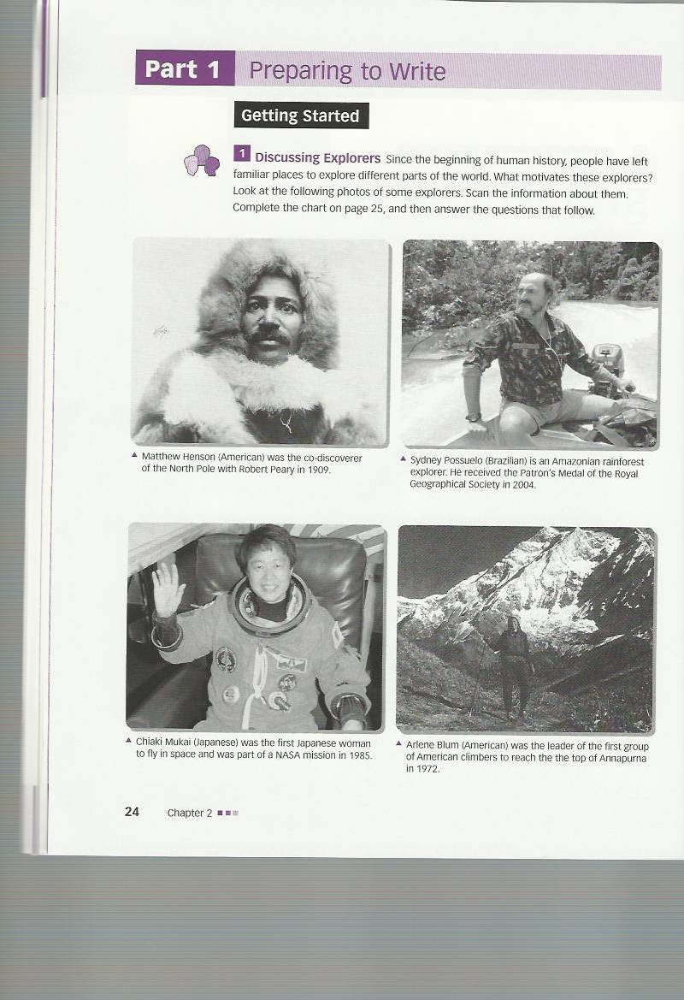 Part 1 Preparing to Write
Getting Started
1 Discussing Explorers Since the beginning of human history, people have left
familiar places to explore different parts of the world. What motivates these explorers?
Look at the following photos of some explorers. Scan the information about them.
Complete the chart on page 25, and then answer the questions that follow.
Matthew Henson (American) was the co-discoverer
of the North Pole with Robert Peary in 1909.
Sydney Possuelo (Brazilian) is an Amazonian rainforest
explorer. He received the Patron's Medal of the Royal
Geographical Society in 2004.
Chiaki Mukai (Japanese) was the first Japanese woman
to fly in space and was part of a NASA mission in 1985.
Arlene Blum (American) was the leader of the first group
of American climbers to reach the the top of Annapurna
in 1972.
24 Chapter 2